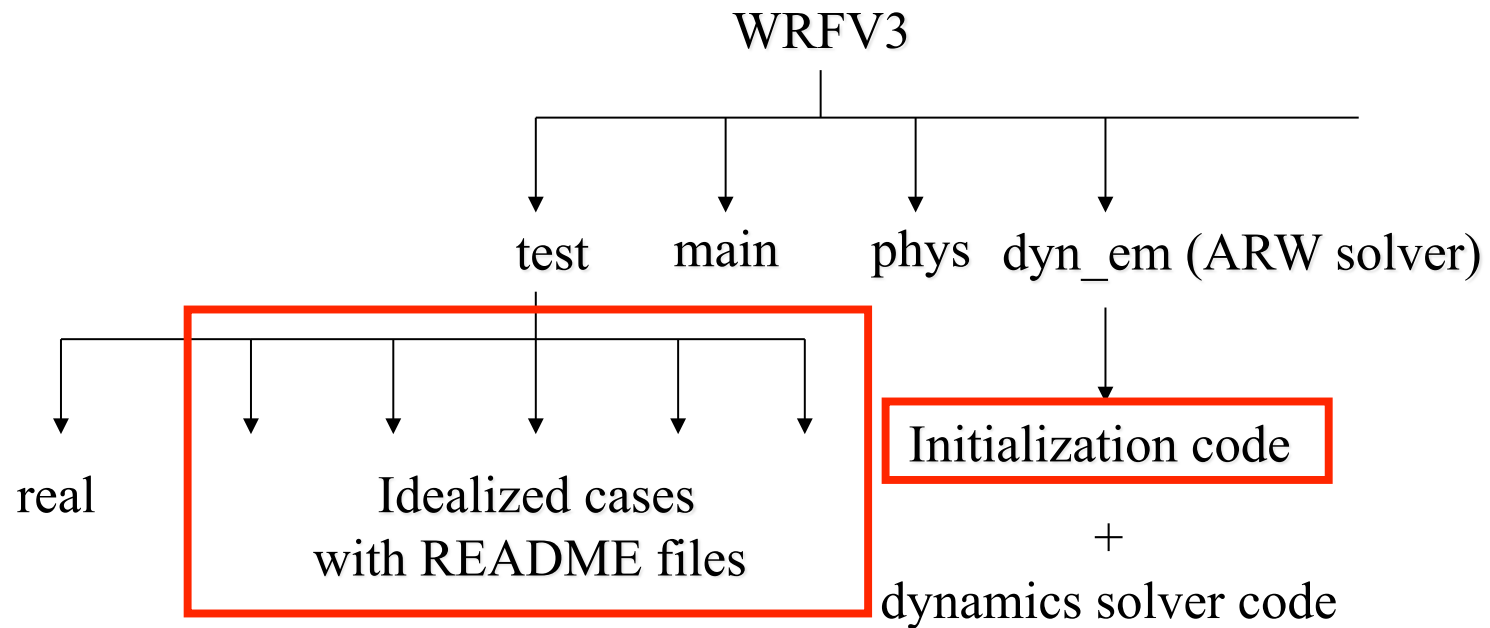 WRFV3
test
main
phys
dyn_em (ARW solver)
real
Idealized cases
with README files
Initialization code
+
dynamics solver code